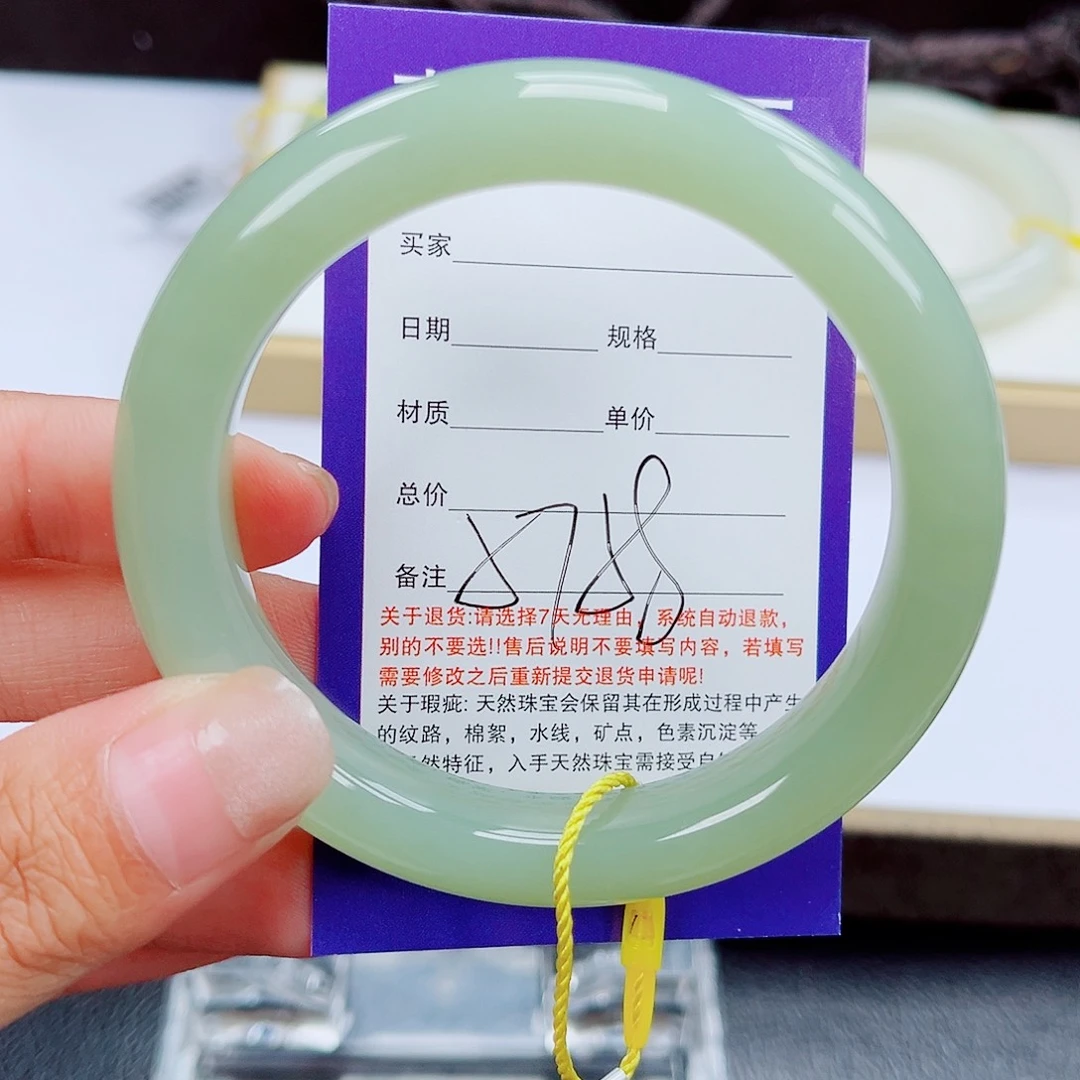 买家
日期 规格
材质 单价
总价
备注
8788
关于退货:请选择7天无理由，系统自动退款，
别的不要选!!售后说明不要填写内容，若填写
需要修改之后重新提交退货申请呢!
关于瑕疵: 天然珠宝会保留其在形成过程中产生
的纹路，棉絮，水线，矿点，色素沉淀等
然特征，入手天然珠宝需接受自